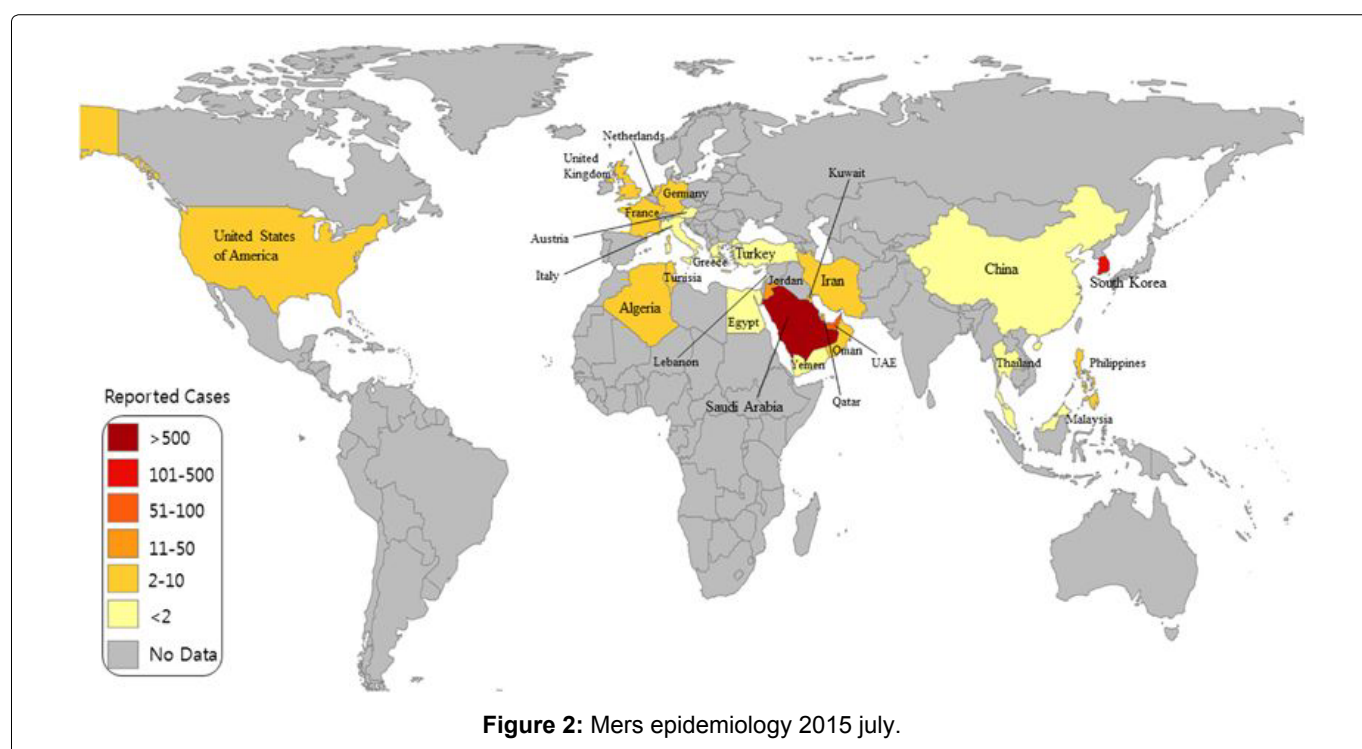 Netherlands
United
Kingdom
Germany
Kuwait
France
United States
of America
Austria
Italy
Greece
Turkey
China
South Korea
Tunisia
Jordan
Iran
Algeria
Egypt
Lebanon
Oman
UAE
Yemen
Thailand
Philippines
Saudi Arabia
Qatar
Malaysia
Reported Cases
>500
101-500
51-100
11-50
2-10
<2
No Data
Figure 2: Mers epidemiology 2015 july.